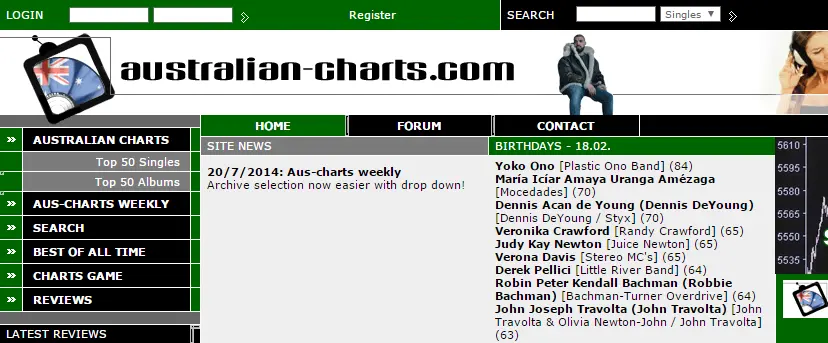 LOGIN
Register
SEARCH
Singles
australian-charts.com
HOME
FORUM
CONTACT
» AUSTRALIAN CHARTS
Top 50 Singles
Top 50 Albums
» AUS-CHARTS WEEKLY
» SEARCH
» BEST OF ALL TIME
» CHARTS GAME
» REVIEWS
LATEST REVIEWS
SITE NEWS
20/7/2014: Aus-charts weekly
Archive selection now easier with drop down!
BIRTHDAYS - 18.02.
Yoko Ono [Plastic Ono Band] (84)
María Icíar Amaya Uranga Amézaga
[Mocedades] (70)
Dennis Acan de Young (Dennis DeYoung)
[Dennis DeYoung / Styx] (70)
Veronika Crawford [Randy Crawford] (65)
Judy Kay Newton [Juice Newton] (65)
Verona Davis [Stereo MC's] (65)
Derek Pellici [Little River Band] (64)
Robin Peter Kendall Bachman (Robbie
Bachman) [Bachman-Turner Overdrive] (64)
John Joseph Travolta (John Travolta) [John
Travolta & Olivia Newton-John / John Travolta]
(63)
5610
5595
5580
5565
5550
5535